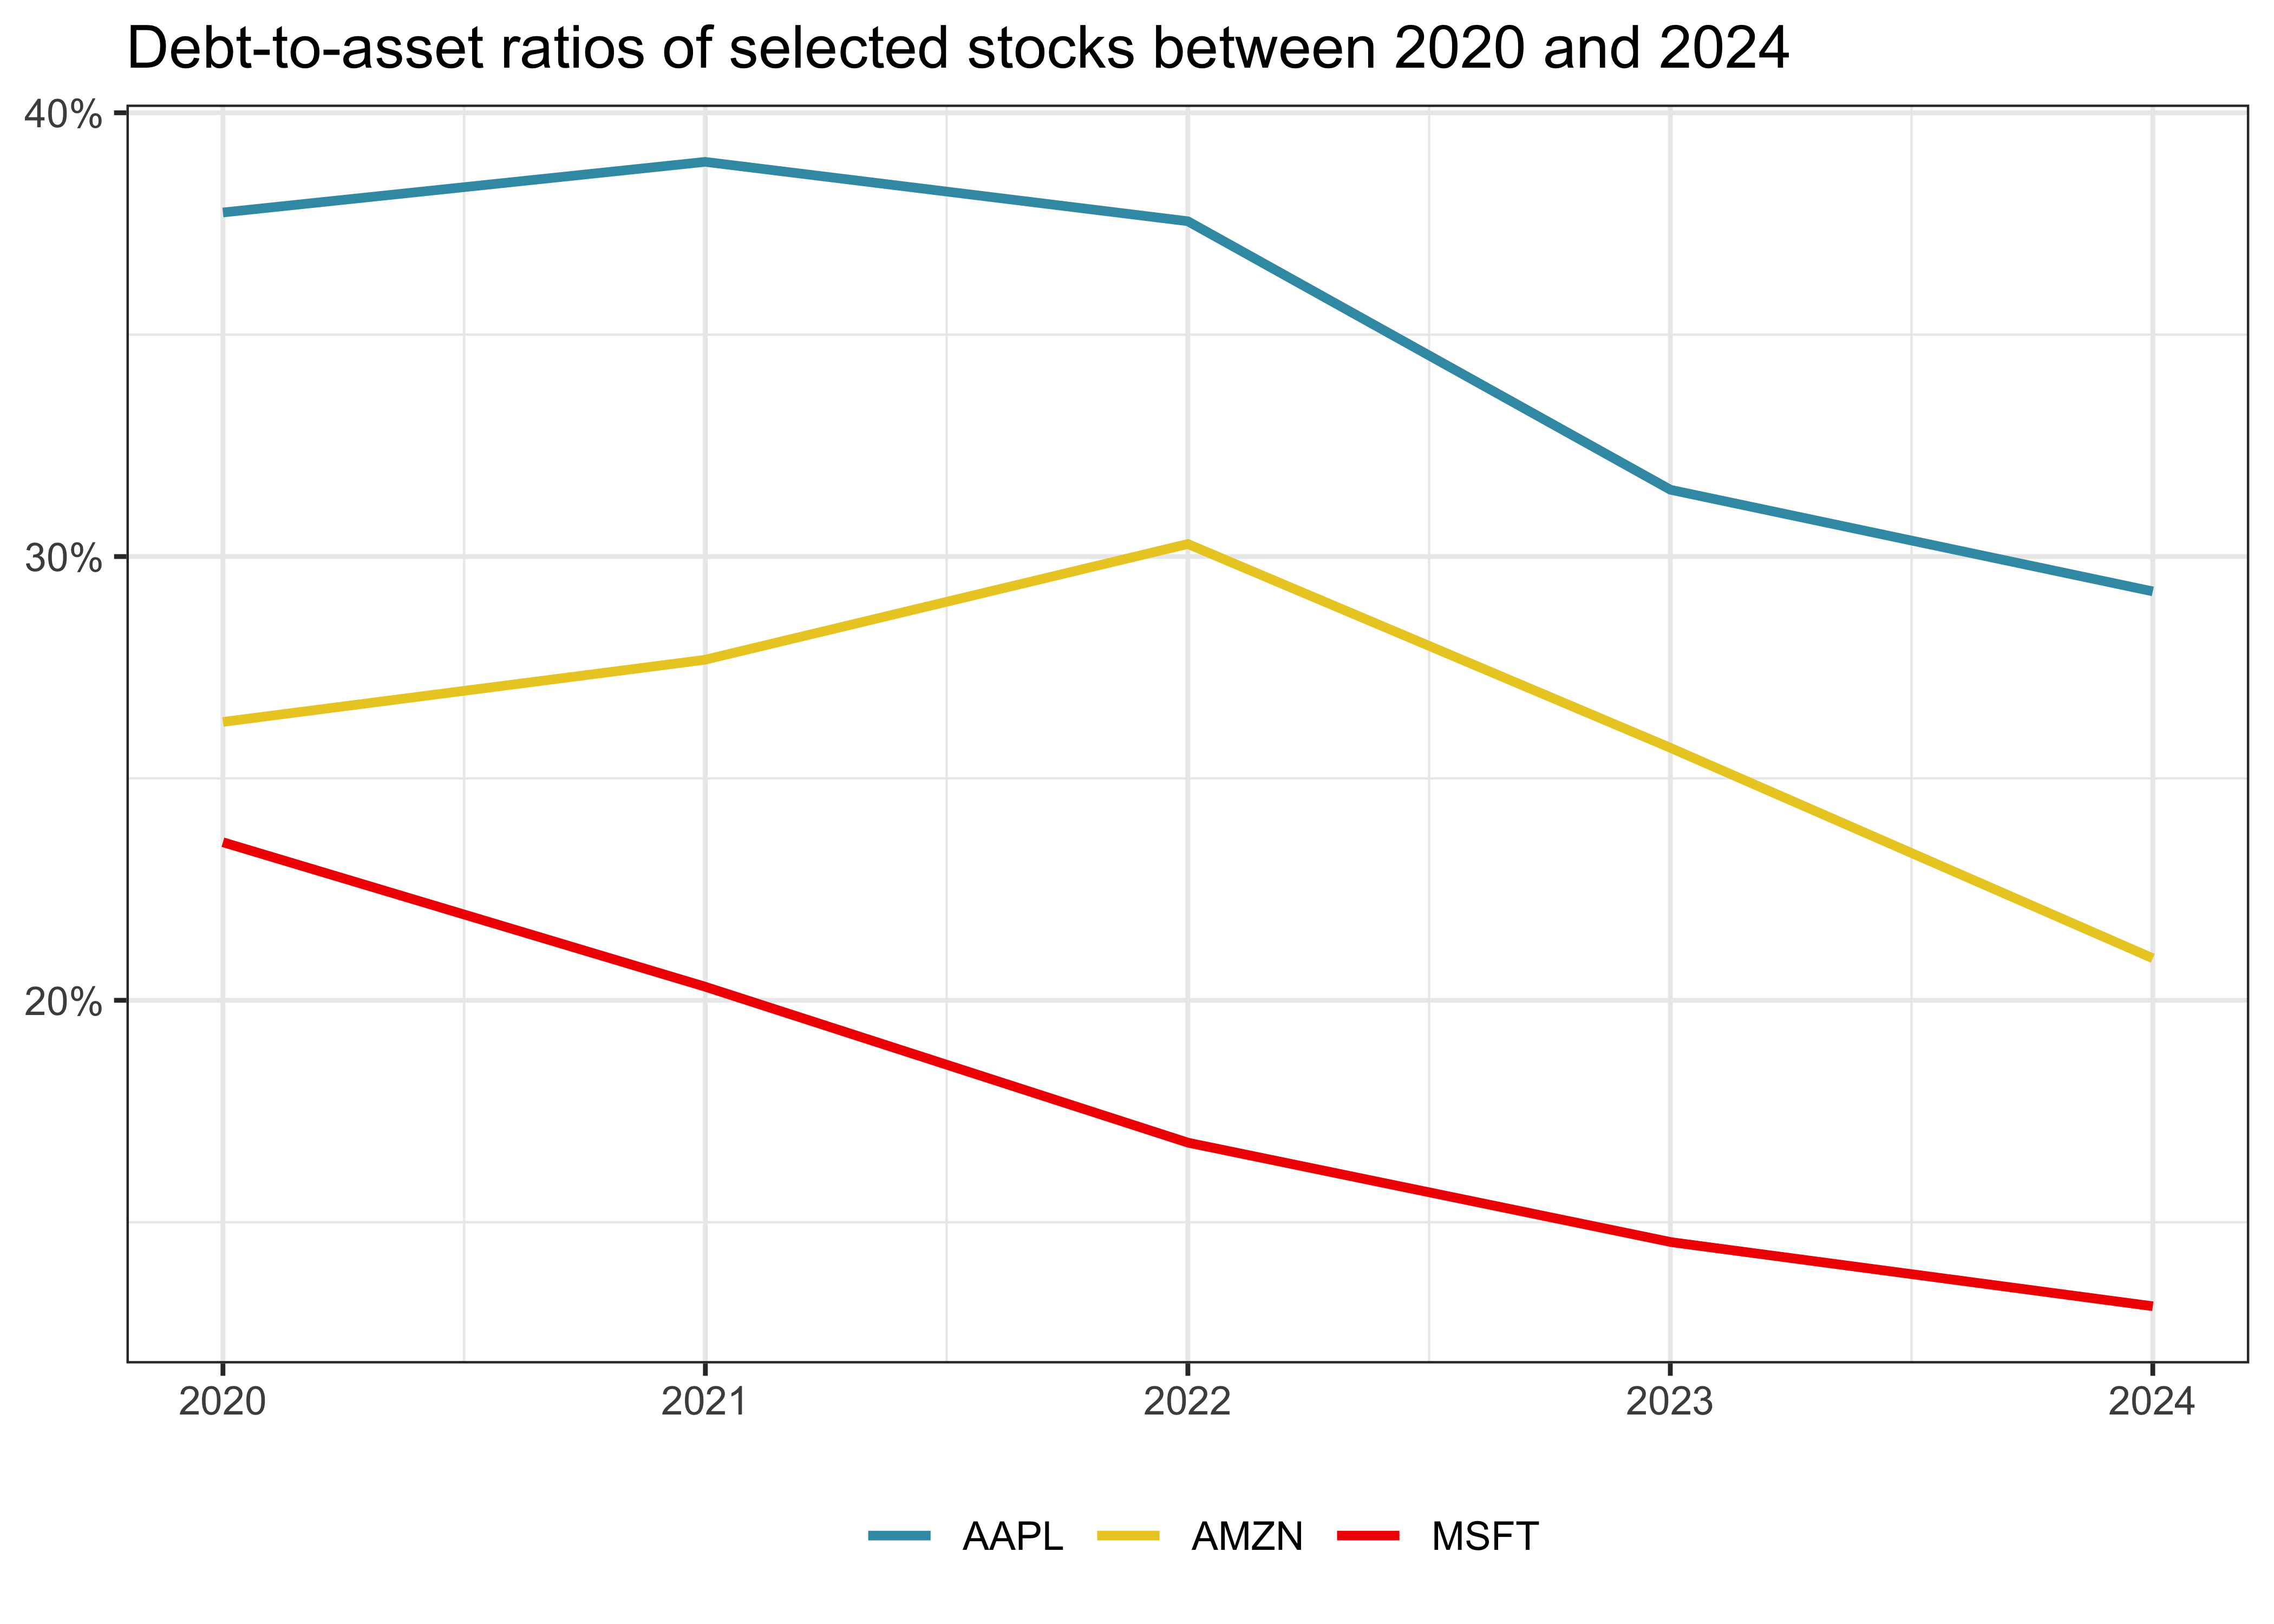 Debt-to-asset ratios of selected stocks between 2020 and 2024
40%
30%
20%
2020 2021 2022 2023 2024
AAPL AMZN MSFT